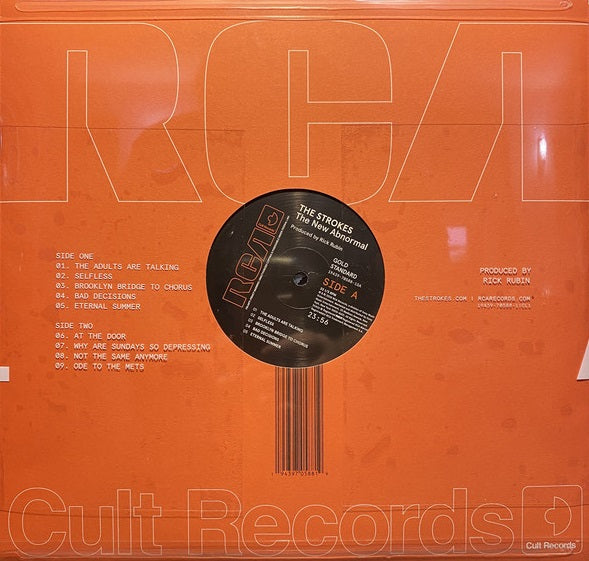 RCA
THE STROKES
The New Abnormal
Produced by Rick Rubin
GOLD
STANDARD
SIDE A
23:56
RCA
01 THE ADULTS ARE TALKING
02 SELFLESS
03 BROOKLYN BRIDGE TO CHORUS
04 BAD DECISIONS
05 ETERNAL SUMMER
SIDE ONE
01. THE ADULTS ARE TALKING
02. SELFLESS
03. BROOKLYN BRIDGE TO CHORUS
04. BAD DECISIONS
05. ETERNAL SUMMER
SIDE TWO
06. AT THE DOOR
07. WHY ARE SUNDAYS SO DEPRESSING
08. NOT THE SAME ANYMORE
09. ODE TO THE METS
PRODUCED BY
RICK RUBIN
THESTROKES.COM | RCARECORDS.COM
1 94397 05881 9
Cult Records
Cult Records